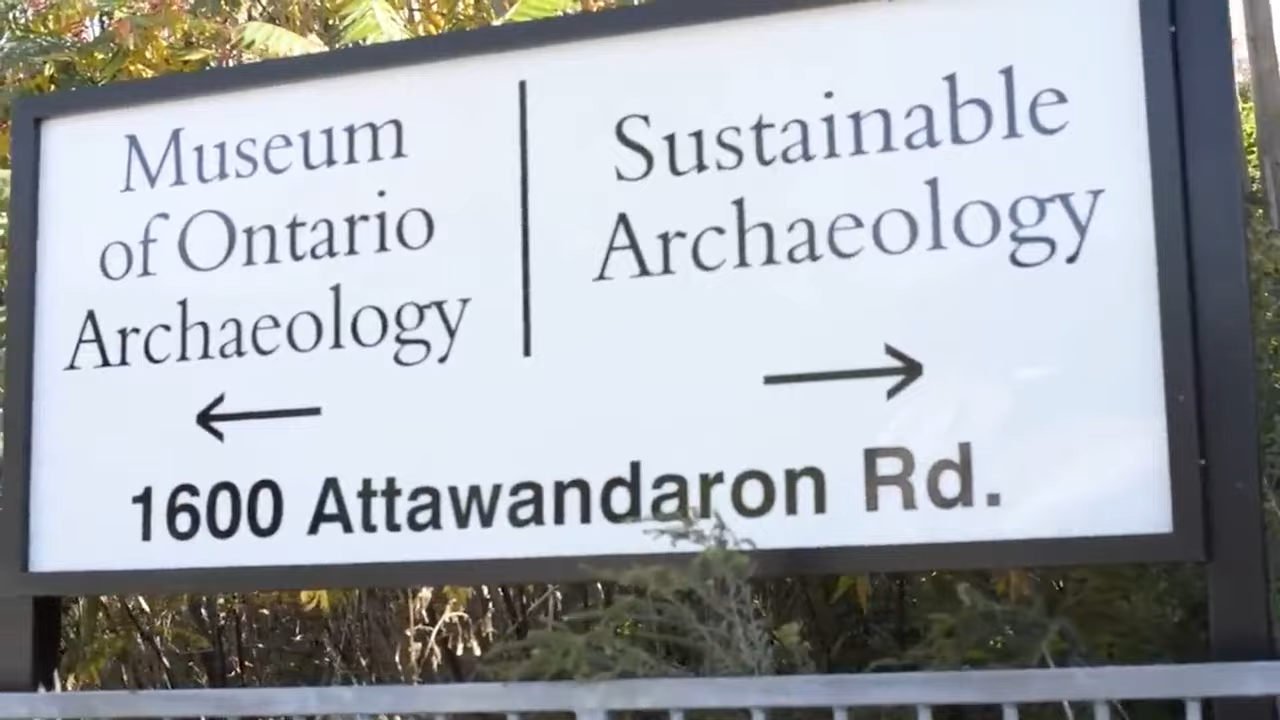 Museum
of Ontario
Archaeology
Sustainable
Archaeology
1600 Attawandaron Rd.